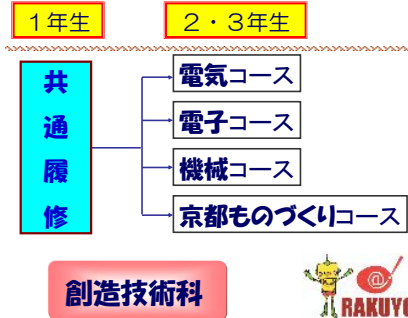 １年生
２・３年生
共通履修
電気コース
電子コース
機械コース
京都ものづくりコース
創造技術科
RAKUYO